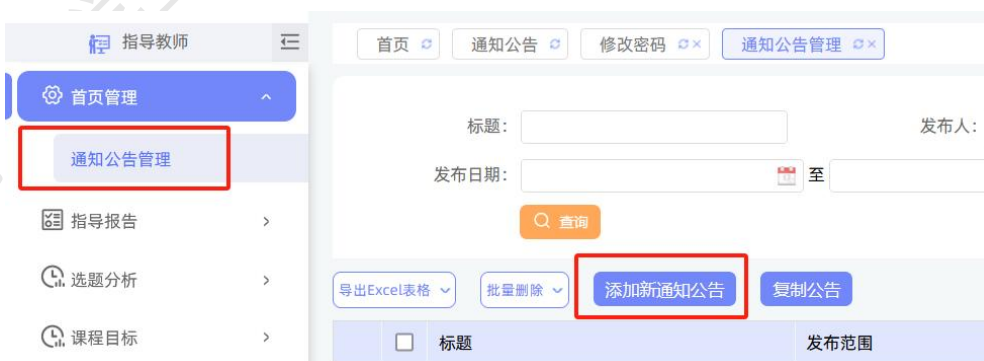 指导教师
首页 通知公告 修改密码 × 通知公告管理 ×
首页管理
通知公告管理
指导报告
选题分析
课程目标
标题： 发布人：
发布日期： 至
查询
导出Excel表格 批量删除 添加新通知公告 复制公告
标题 发布范围